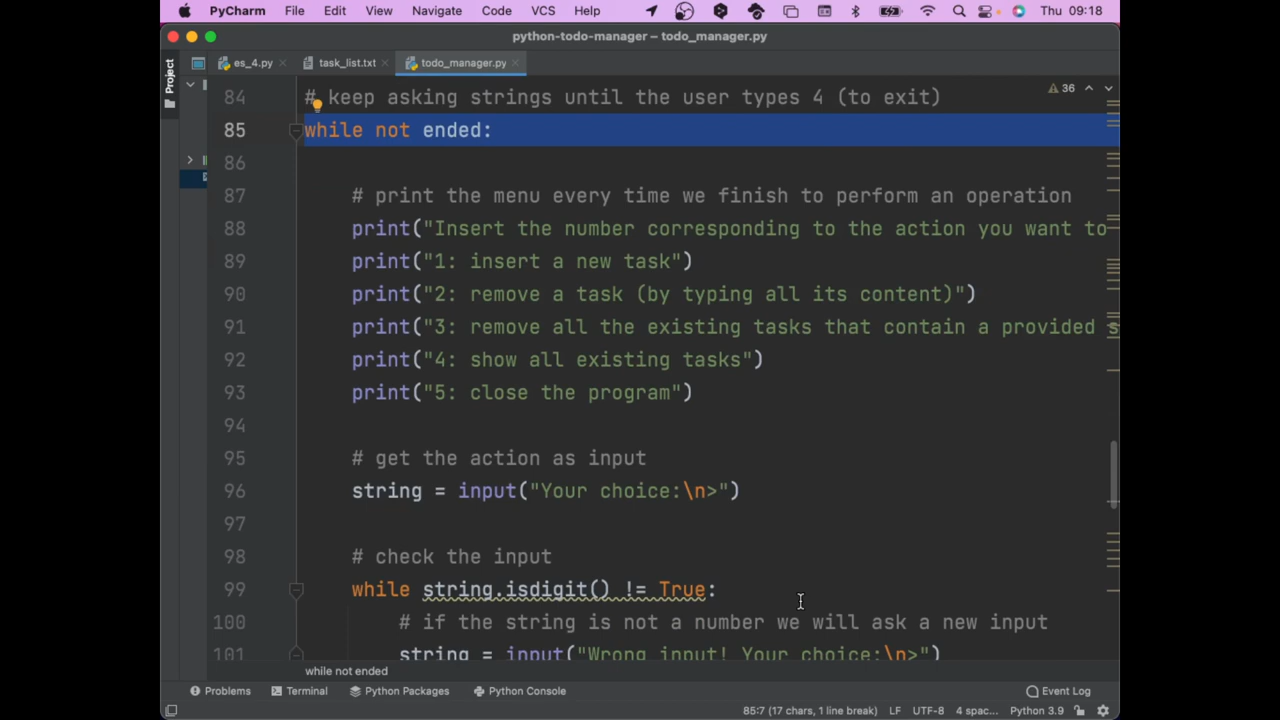 PyCharm File Edit View Navigate Code VCS Help Thu 09:18
python-todo-manager – todo_manager.py
es_4.py task_list.txt todo_manager.py
Project
36
84 # keep asking strings until the user types 4 (to exit)
85 while not ended:
86
87 # print the menu every time we finish to perform an operation
88 print("Insert the number corresponding to the action you want to
89 print("1: insert a new task")
90 print("2: remove a task (by typing all its content)")
91 print("3: remove all the existing tasks that contain a provided s
92 print("4: show all existing tasks")
93 print("5: close the program")
94
95 # get the action as input
96 string = input("Your choice:\n>")
97
98 # check the input
99 while string.isdigit() != True:
100 # if the string is not a number we will ask a new input
101 string = input("Wrong input! Your choice:\n>")
while not ended
Problems Terminal Python Packages Python Console Event Log
85:7 (17 chars, 1 line break) LF UTF-8 4 spac... Python 3.9